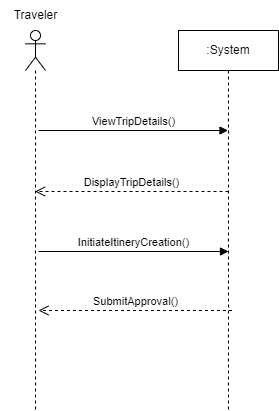 Traveler
:System
ViewTripDetails()
DisplayTripDetails()
InitiateItineryCreation()
SubmitApproval()